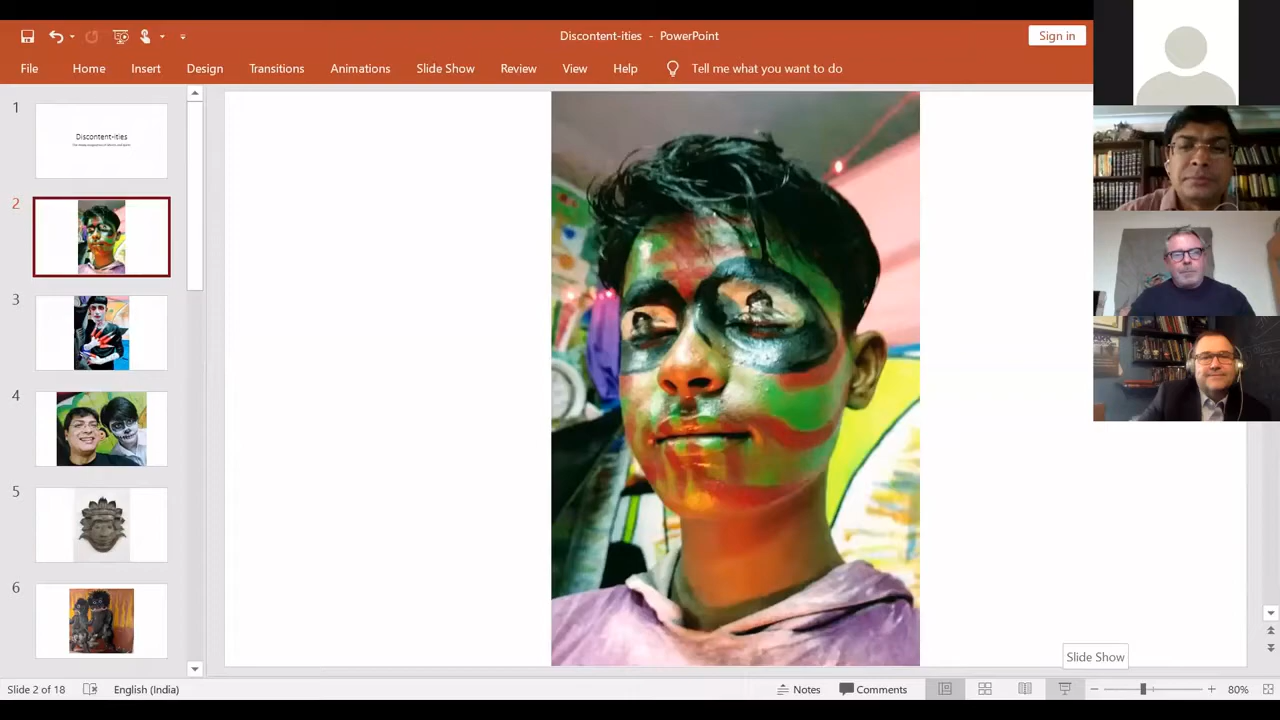 Discontent-ities - PowerPoint
Sign in
File Home Insert Design Transitions Animations Slide Show Review View Help Tell me what you want to do
1
Discontent-ities
2
3
4
5
6
Slide Show
Slide 2 of 18 English (India) Notes Comments 80%